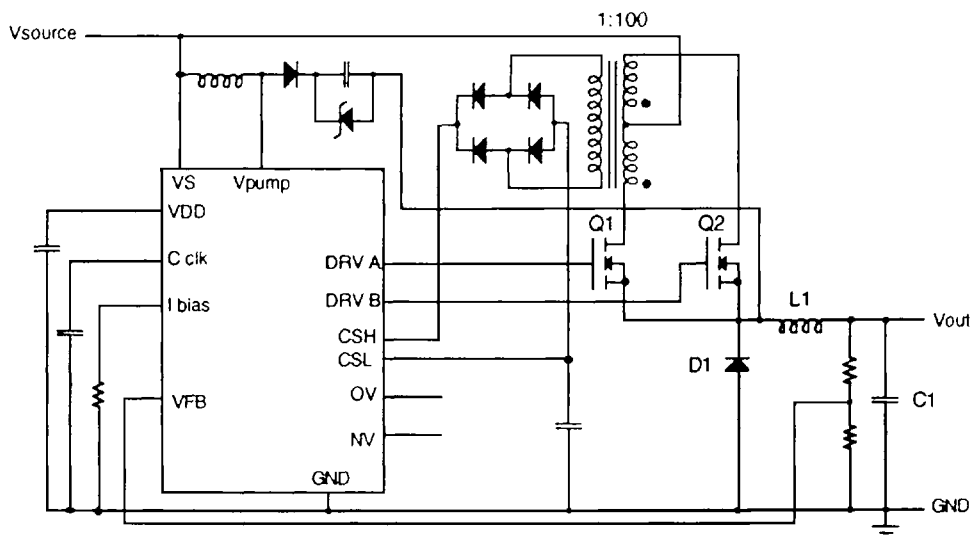 1:100
Vsource
VS
Vpump
VDD
C clk
I bias
VFB
DRV A
DRV B
CSH
CSL
OV
NV
GND
Q1
Q2
L1
Vout
D1
C1
GND